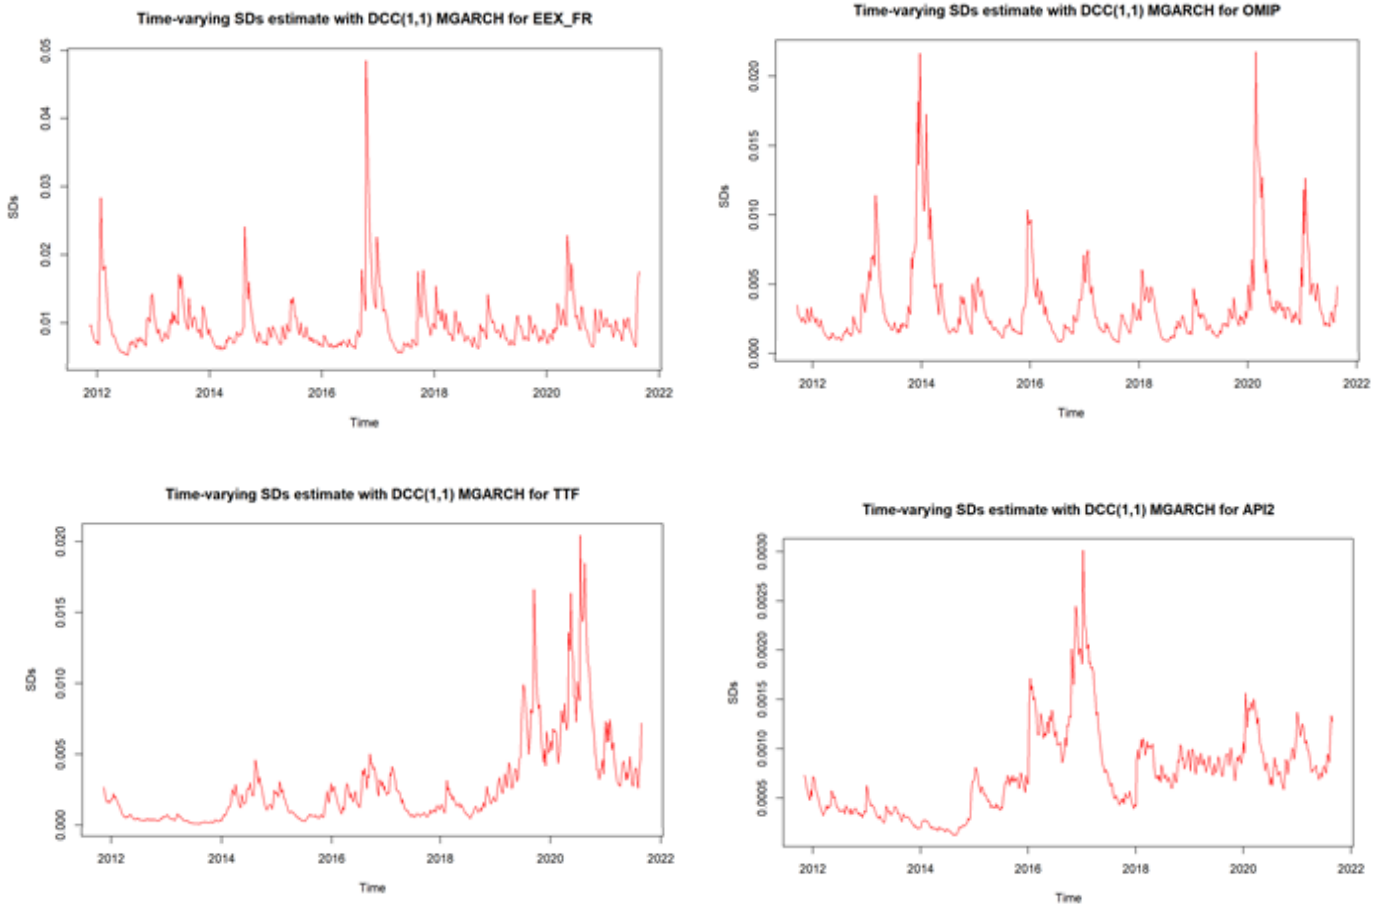 Time-varying SDs estimate with DCC(1,1) MGARCH for EEX_FR
SDs
0.05
0.04
0.03
0.02
0.01
2012 2014 2016 2018 2020 2022
Time
Time-varying SDs estimate with DCC(1,1) MGARCH for OMIP
SDs
0.020
0.015
0.010
0.005
0.000
2012 2014 2016 2018 2020 2022
Time
Time-varying SDs estimate with DCC(1,1) MGARCH for TTF
SDs
0.020
0.015
0.010
0.005
0.000
2012 2014 2016 2018 2020 2022
Time
Time-varying SDs estimate with DCC(1,1) MGARCH for API2
SDs
0.0030
0.0025
0.0020
0.0015
0.0010
0.0005
2012 2014 2016 2018 2020 2022
Time